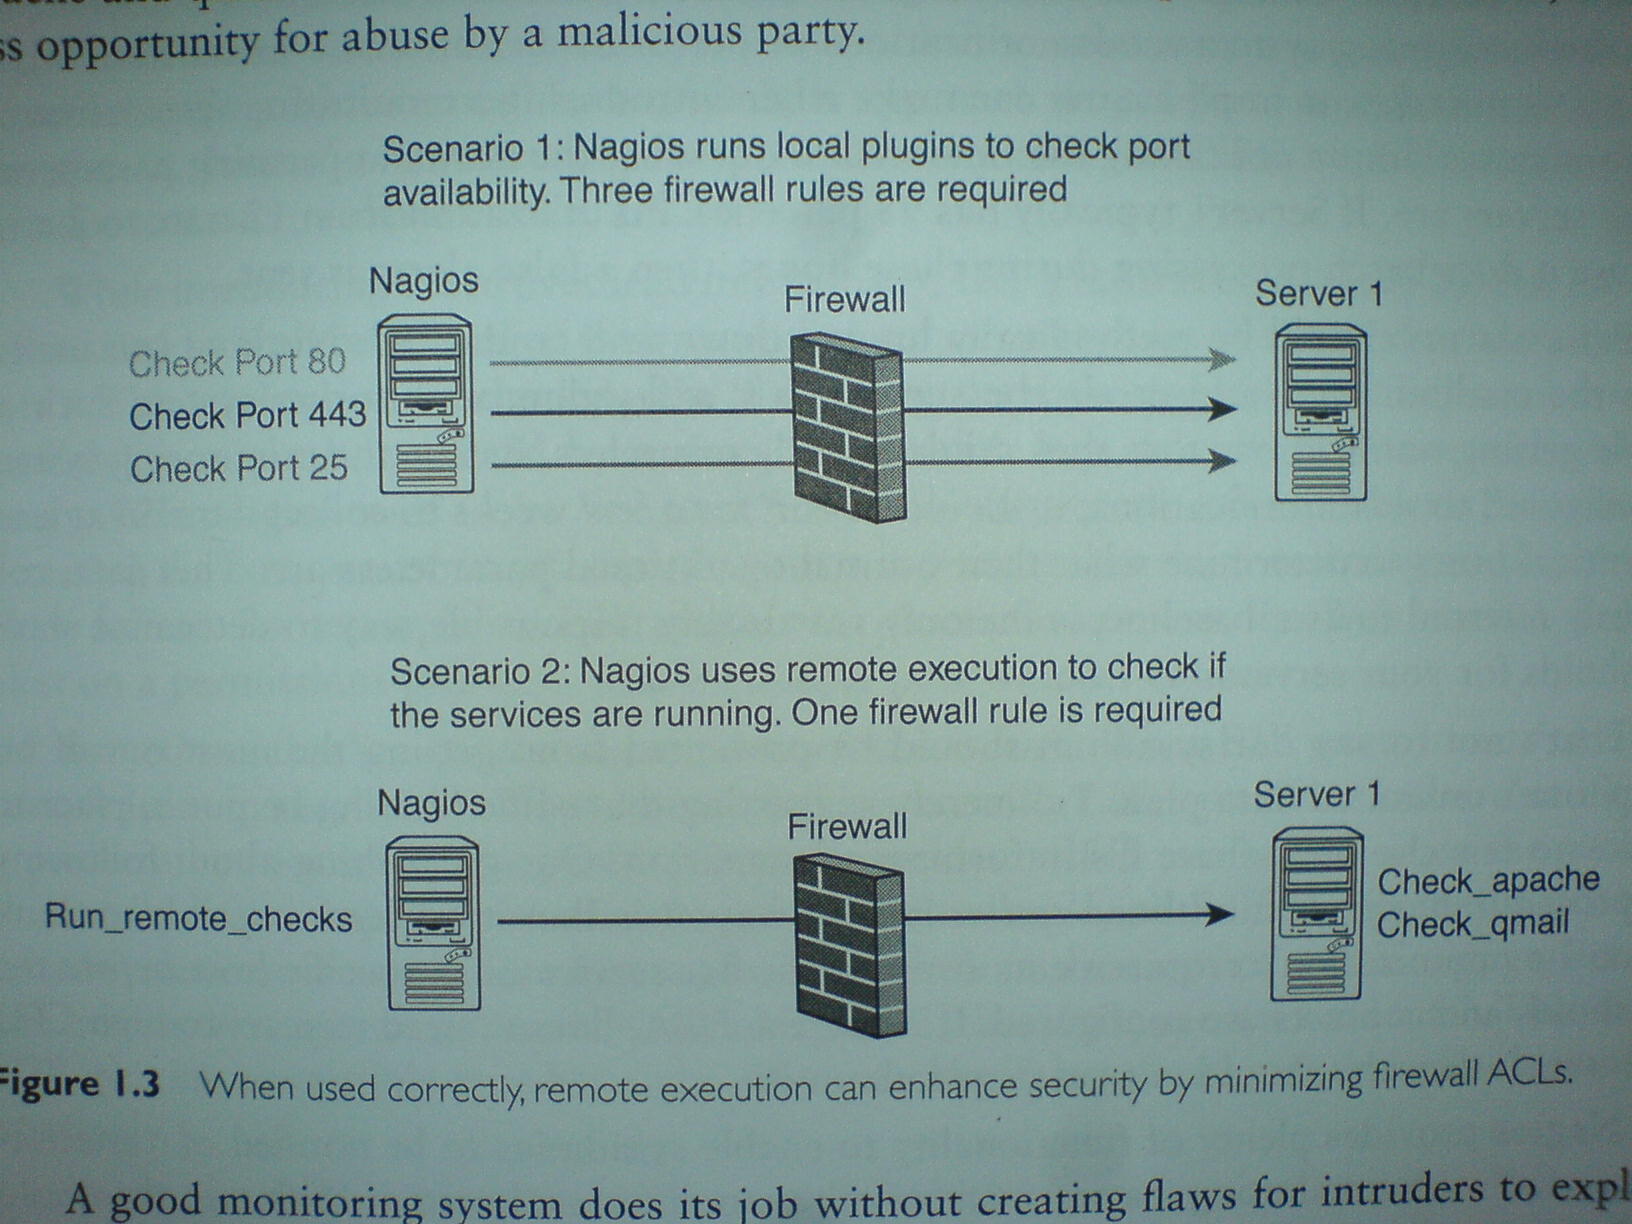 ss opportunity for abuse by a malicious party.
Scenario 1: Nagios runs local plugins to check port
availability. Three firewall rules are required
Nagios
Firewall
Server 1
Check Port 80
Check Port 443
Check Port 25
Scenario 2: Nagios uses remote execution to check if
the services are running. One firewall rule is required
Nagios
Firewall
Server 1
Run_remote_checks
Check_apache
Check_qmail
Figure 1.3 When used correctly, remote execution can enhance security by minimizing firewall ACLs.
A good monitoring system does its job without creating flaws for intruders to expl